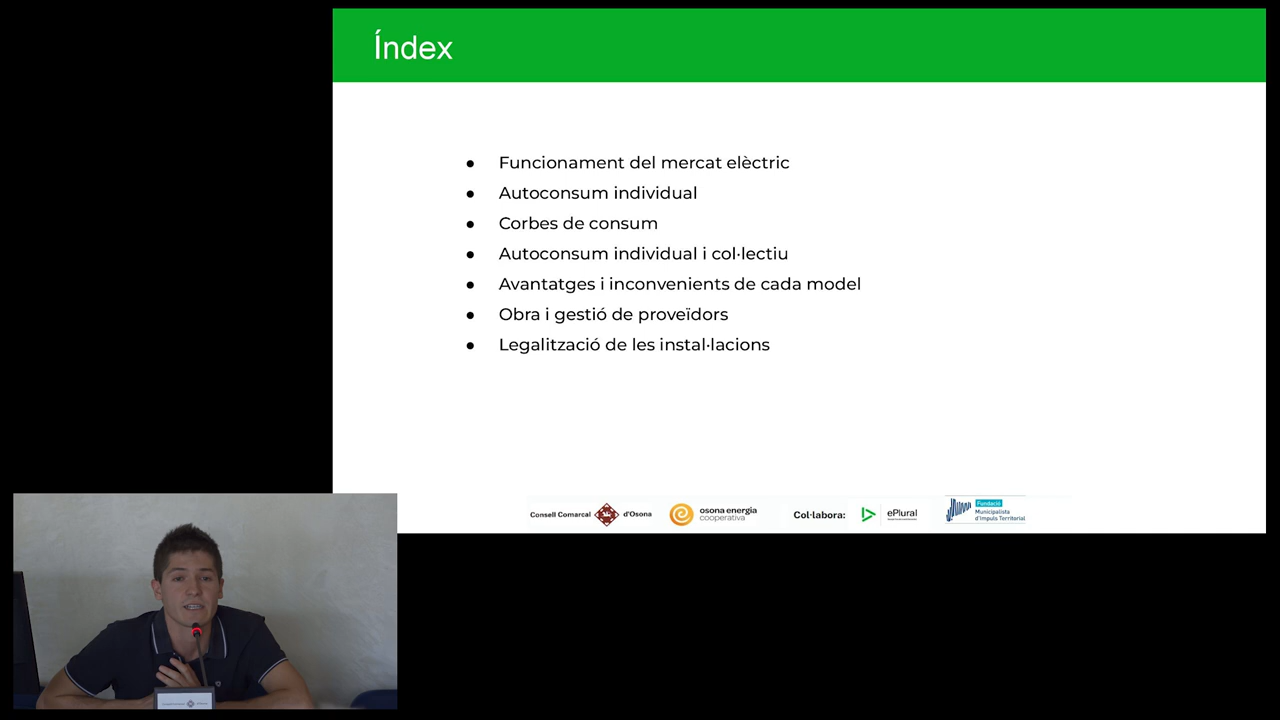 Índex
● Funcionament del mercat elèctric
● Autoconsum individual
● Corbes de consum
● Autoconsum individual i col·lectiu
● Avantatges i inconvenients de cada model
● Obra i gestió de proveïdors
● Legalització de les instal·lacions
Consell Comarcal d'Osona
osona energia
cooperativa
Col·labora:
ePlural
Fundació
Municipalista
d'Impuls Territorial